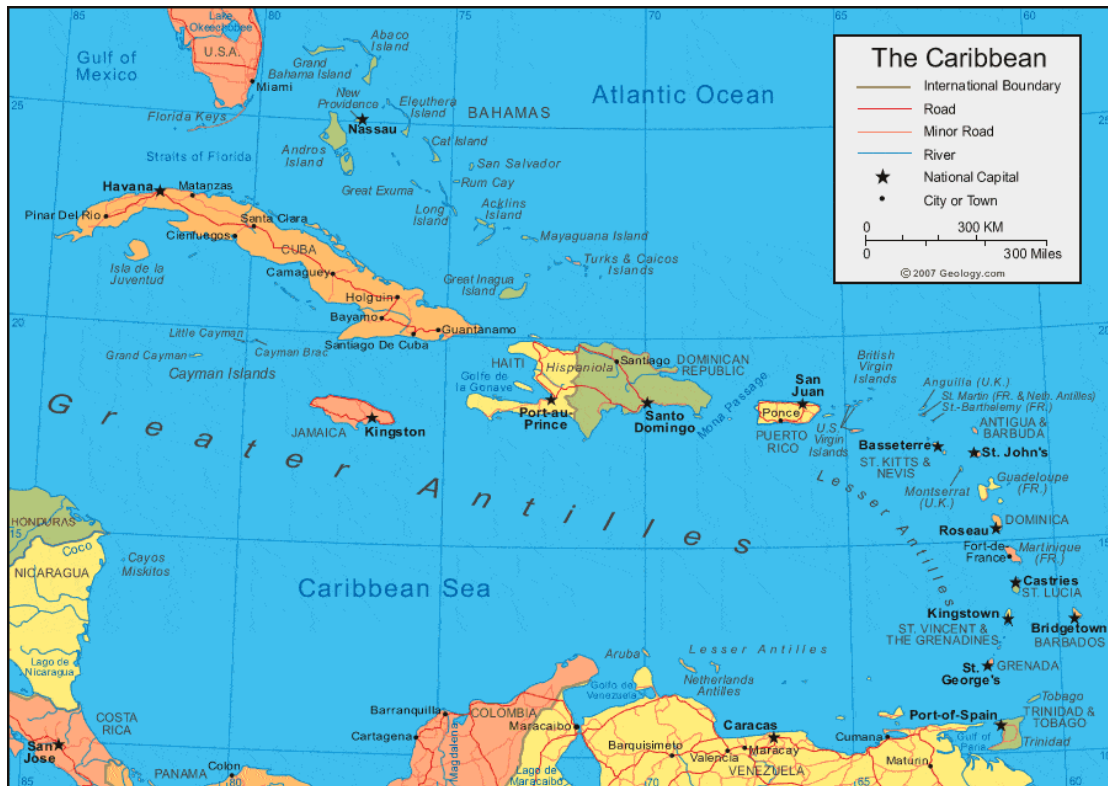 85
80
75
70
65
60
Lake
Okeechobee
U.S.A.
Gulf of
Mexico
Miami
Abaco
Island
Grand
Bahama Island
New
Providence
Nassau
Eleuthera
Island
BAHAMAS
Atlantic Ocean
25
25
Florida Keys
Andros
Island
Cat Island
Straits of Florida
San Salvador
Great Exuma
Rum Cay
Long
Island
Acklins
Island
Mayaguana Island
Turks & Caicos
Islands
Great Inagua
Island
The Caribbean
International Boundary
Road
Minor Road
River
National Capital
City or Town
0
300 KM
0
300 Miles
© 2007 Geology.com
Havana
Matanzas
Pinar Del Rio
Santa Clara
Cienfuegos
CUBA
Isla de la
Juventud
Camaguey
Holguin
Bayamo
Guantanamo
Santiago De Cuba
20
20
Little Cayman
Grand Cayman
Cayman Brac
Cayman Islands
HAITI
Hispaniola
Santiago
DOMINICAN
REPUBLIC
Golfe de
la Gonave
Port-au-
Prince
Santo
Domingo
Mona Passage
JAMAICA
Kingston
San
Juan
Ponce
PUERTO
RICO
British
Virgin
Islands
U.S.
Virgin
Islands
Anguilla (U.K.)
St. Martin (FR. & Neth. Antilles)
St.-Barthelemy (FR.)
ANTIGUA &
BARBUDA
Basseterre
St. John's
ST. KITTS &
NEVIS
Montserrat
(U.K.)
Guadeloupe
(FR.)
Greater Antilles
Lesser Antilles
Roseau
DOMINICA
Fort-de-
France
Martinique
(FR.)
15
15
Castries
ST. LUCIA
Kingstown
ST. VINCENT &
THE GRENADINES
Bridgetown
BARBADOS
St.
George's
GRENADA
HONDURAS
Coco
NICARAGUA
Cayos
Miskitos
Caribbean Sea
Lago de
Nicaragua
COSTA
RICA
San
Jose
PANAMA
Colon
80
Barranquilla
Cartagena
COLOMBIA
Magdalena
Maracaibo
Lago de
Maracaibo
Aruba
Golfo de
Venezuela
Lesser Antilles
Netherlands
Antilles
Barquisimeto
Caracas
Valencia
Maracay
VENEZUELA
70
65
Cumana
Maturin
Port-of-Spain
Gulf of
Paria
Tobago
TRINIDAD &
TOBAGO
Trinidad
10